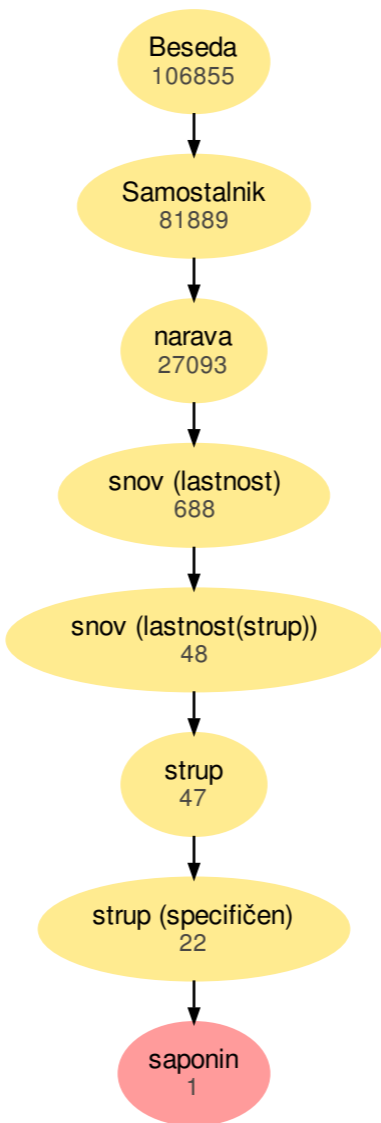 Beseda
106855
Samostalnik
81889
narava
27093
snov (lastnost)
688
snov (lastnost(strup))
48
strup
47
strup (specifičen)
22
saponin
1